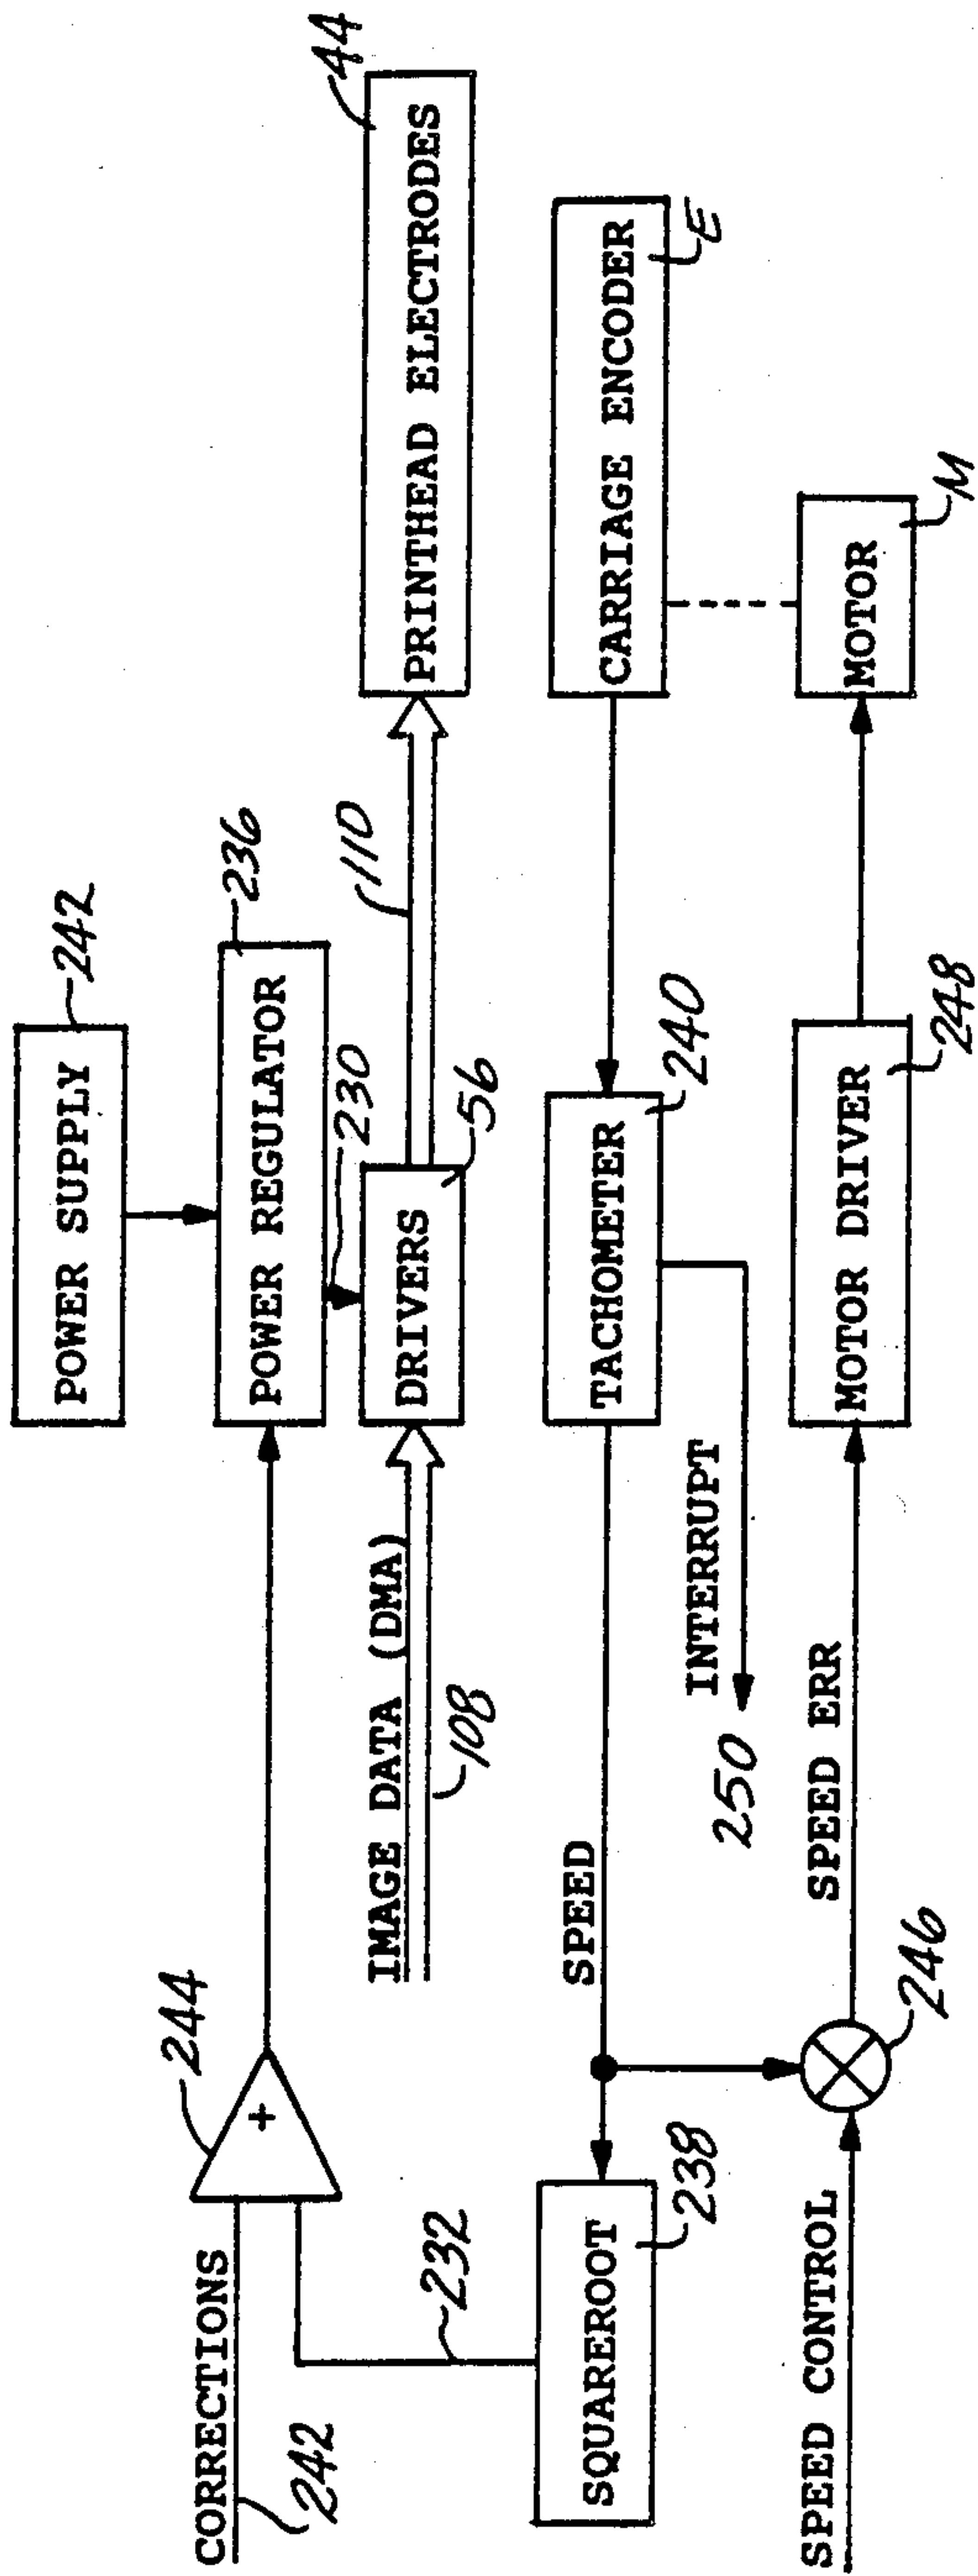 POWER SUPPLY
242
CORRECTIONS
242
244
+
POWER REGULATOR
236
230
232
IMAGE DATA (DMA)
108
DRIVERS
56
110
PRINTHEAD ELECTRODES
44
SQUAREROOT
238
SPEED
TACHOMETER
240
CARRIAGE ENCODER
E
INTERRUPT
250
SPEED CONTROL
246
SPEED ERR
MOTOR DRIVER
248
MOTOR
M